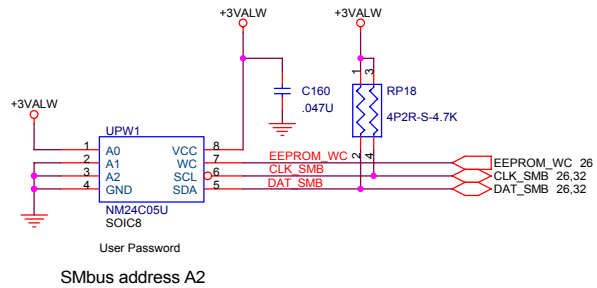 +3VALW
+3VALW
+3VALW
C160
.047U
1
3
RP18
4P2R-S-4.7K
2
4
UPW1
1 A0 VCC 8
2 A1 WC 7
3 A2 SCL 6
4 GND SDA 5
NM24C05U
SOIC8
EEPROM_WC
CLK_SMB
DAT_SMB
EEPROM_WC 26
CLK_SMB 26,32
DAT_SMB 26,32
User Password
SMbus address A2